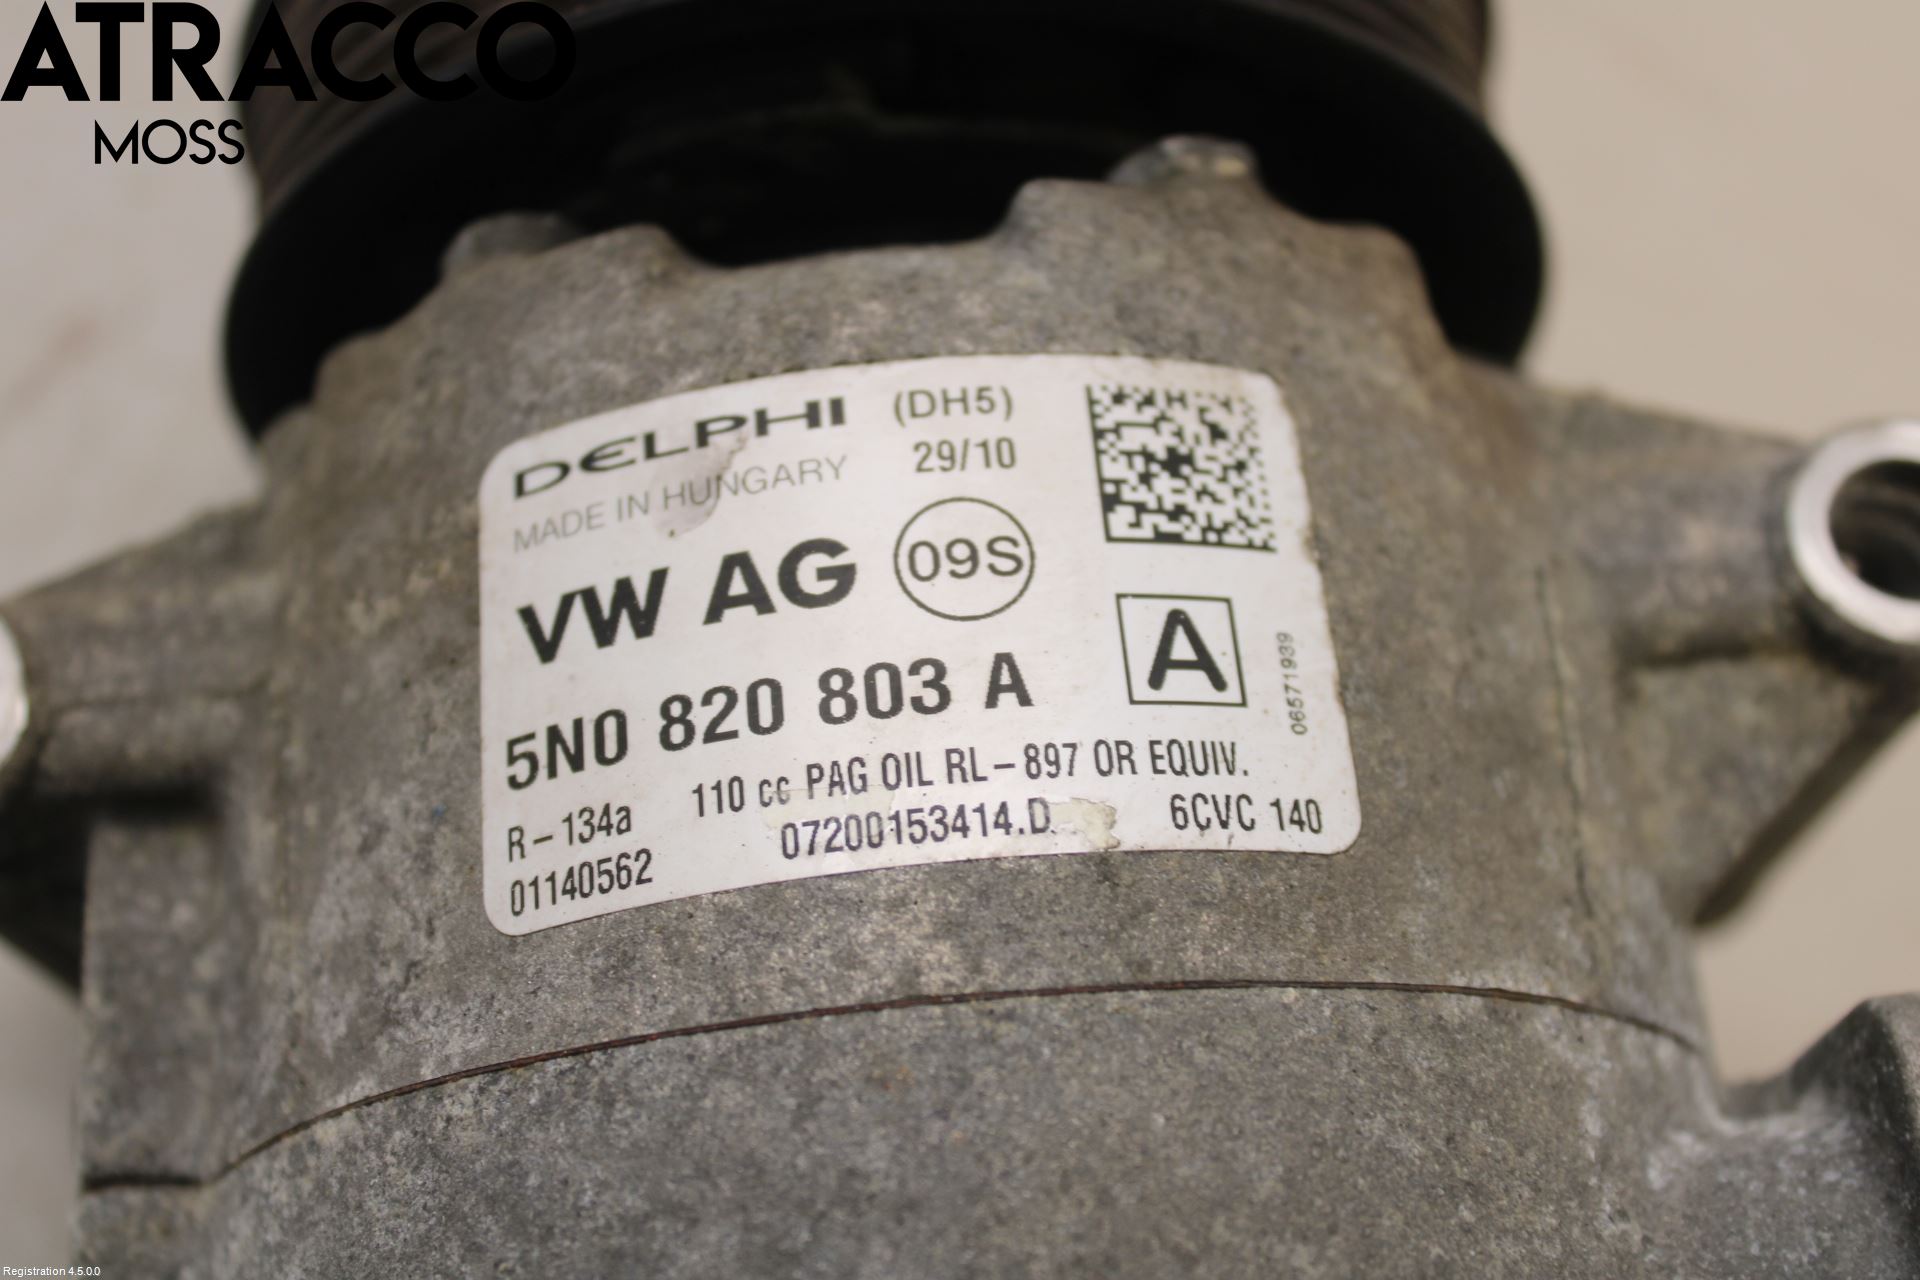 ATRACCO
MOSS
DELPHI (DH5)
MADE IN HUNGARY 29/10
VW AG 09S
A
5N0 820 803 A
06571939
R-134a 110 cc PAG OIL RL-897 OR EQUIV.
01140562 07200153414.D 6CVC 140
Registration 4.5.0.0